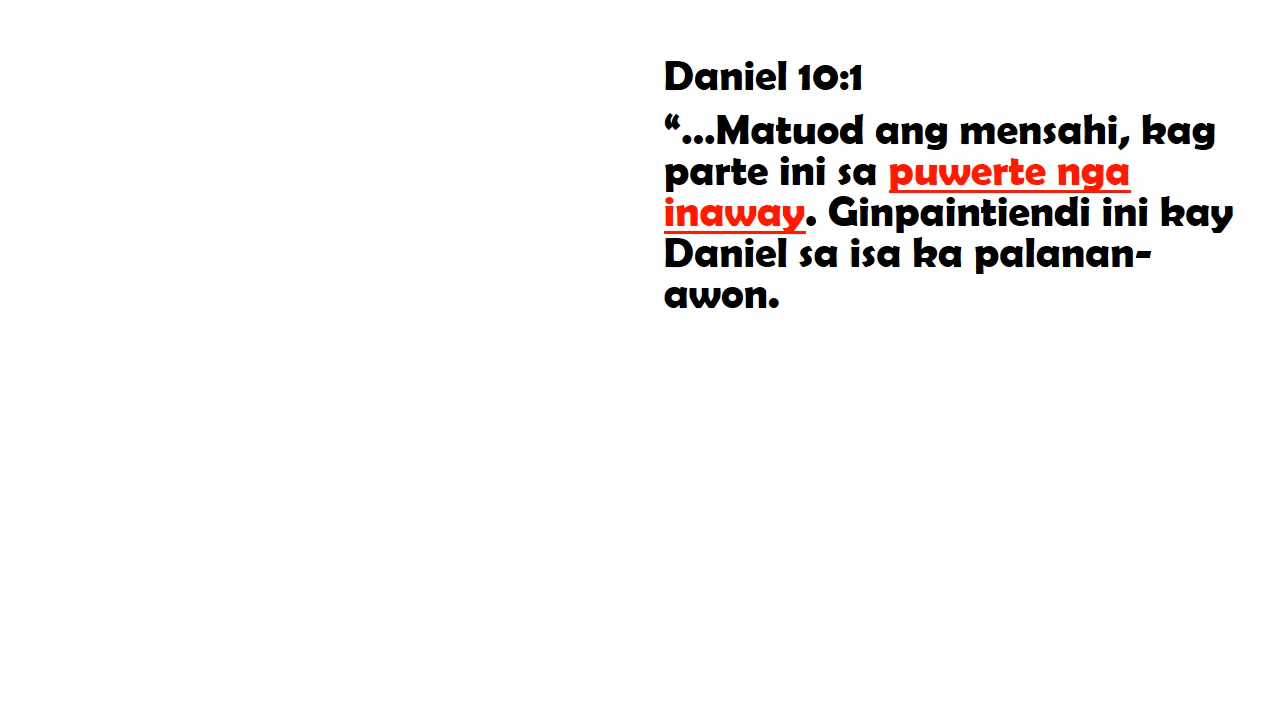 Daniel 10:1
“...Matuod ang mensahi, kag
parte ini sa puwerte nga
inaway. Ginpaintiendi ini kay
Daniel sa isa ka palanan-
awon.